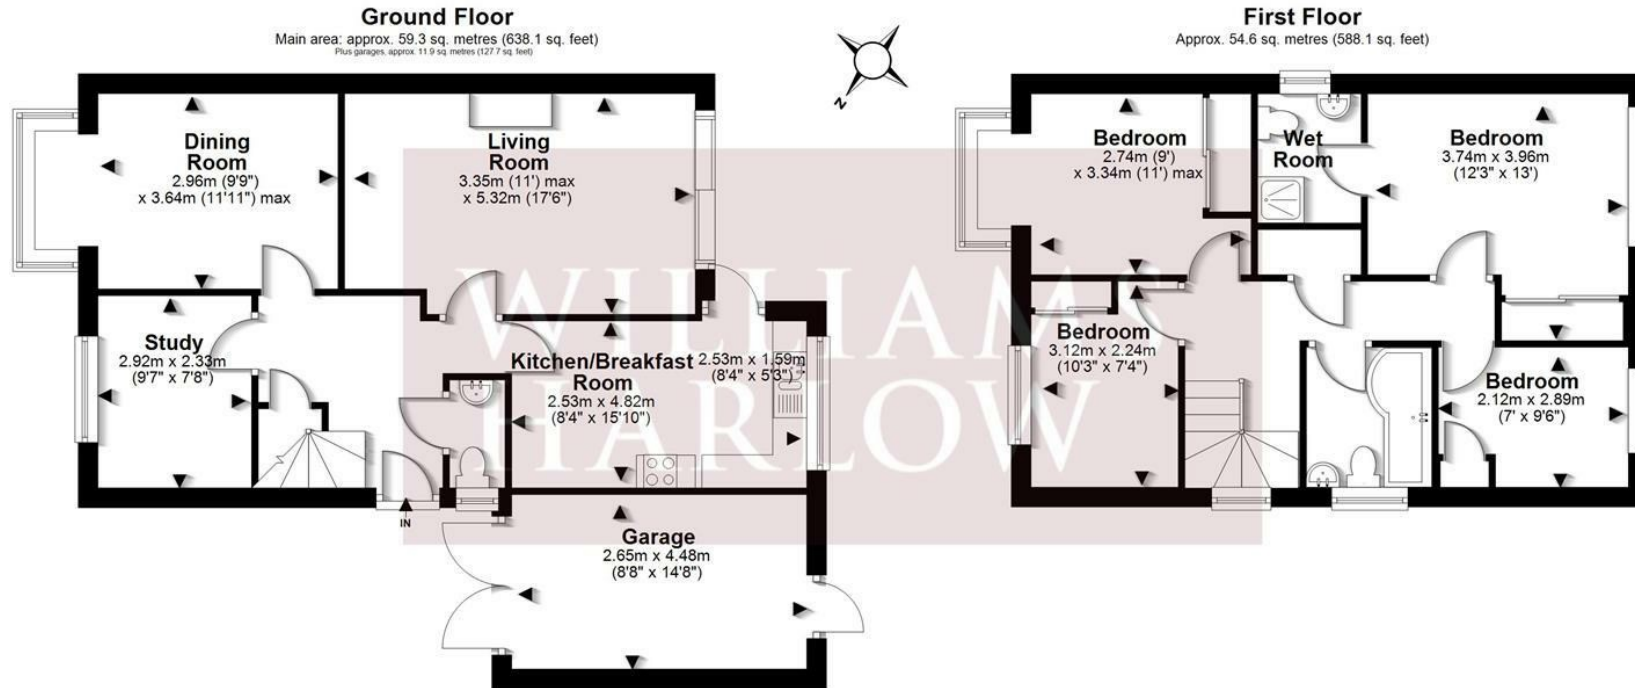 Ground Floor
Main area: approx. 59.3 sq. metres (638.1 sq. feet)
Plus garages, approx. 11.9 sq. metres (127.7 sq. feet)
First Floor
Approx. 54.6 sq. metres (588.1 sq. feet)
N
Dining
Room
2.96m (9'9")
x 3.64m (11'11") max
Living
Room
3.35m (11') max
x 5.32m (17'6")
Study
2.92m x 2.33m
(9'7" x 7'8")
Kitchen/Breakfast
Room
2.53m x 4.82m
(8'4" x 15'10")
2.53m x 1.59m
(8'4" x 5'3")
IN
Garage
2.65m x 4.48m
(8'8" x 14'8")
Bedroom
2.74m (9')
x 3.34m (11') max
Wet
Room
Bedroom
3.74m x 3.96m
(12'3" x 13')
Bedroom
3.12m x 2.24m
(10'3" x 7'4")
Bedroom
2.12m x 2.89m
(7' x 9'6")
WILLIAMS
HARLOW